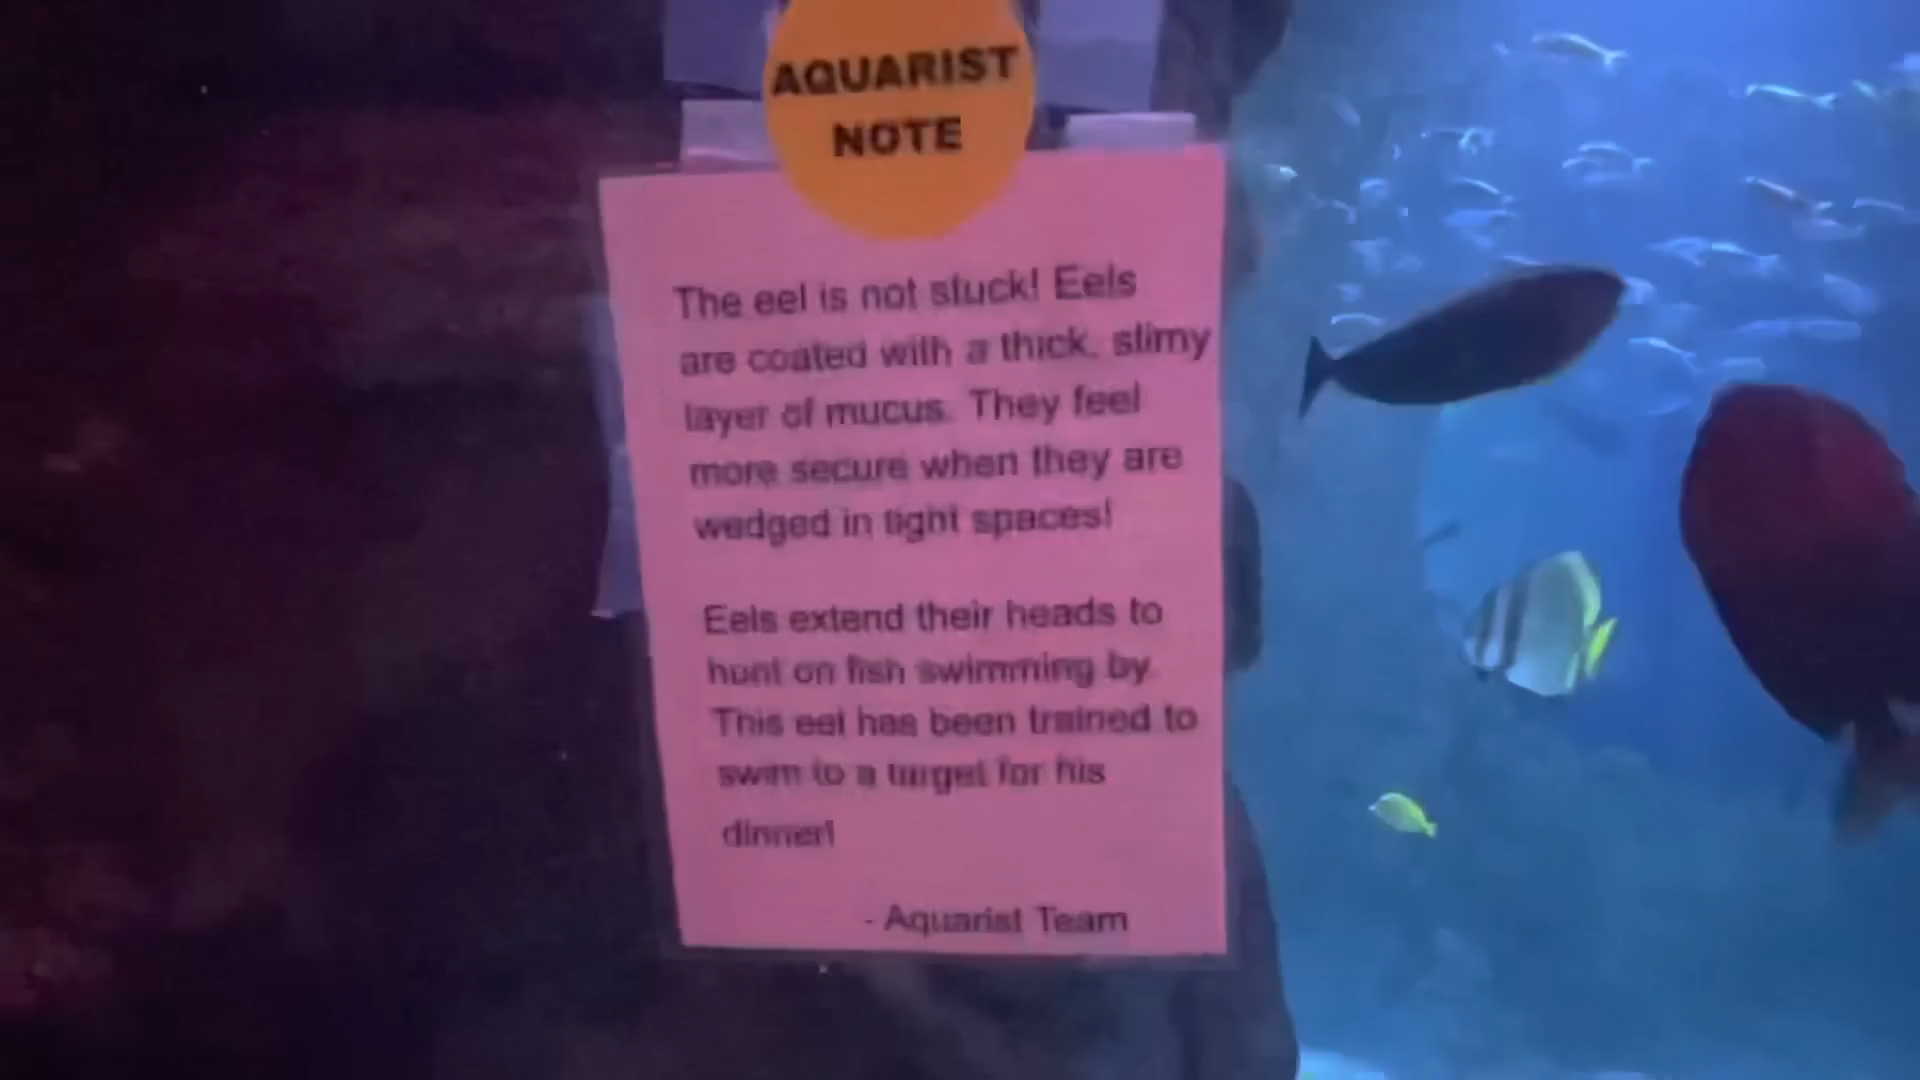 AQUARIST
NOTE
The eel is not stuck! Eels
are coated with a thick, slimy
layer of mucus. They feel
more secure when they are
wedged in tight spaces!
Eels extend their heads to
hunt on fish swimming by.
This eel has been trained to
swim to a target for his
dinner!
- Aquarist Team